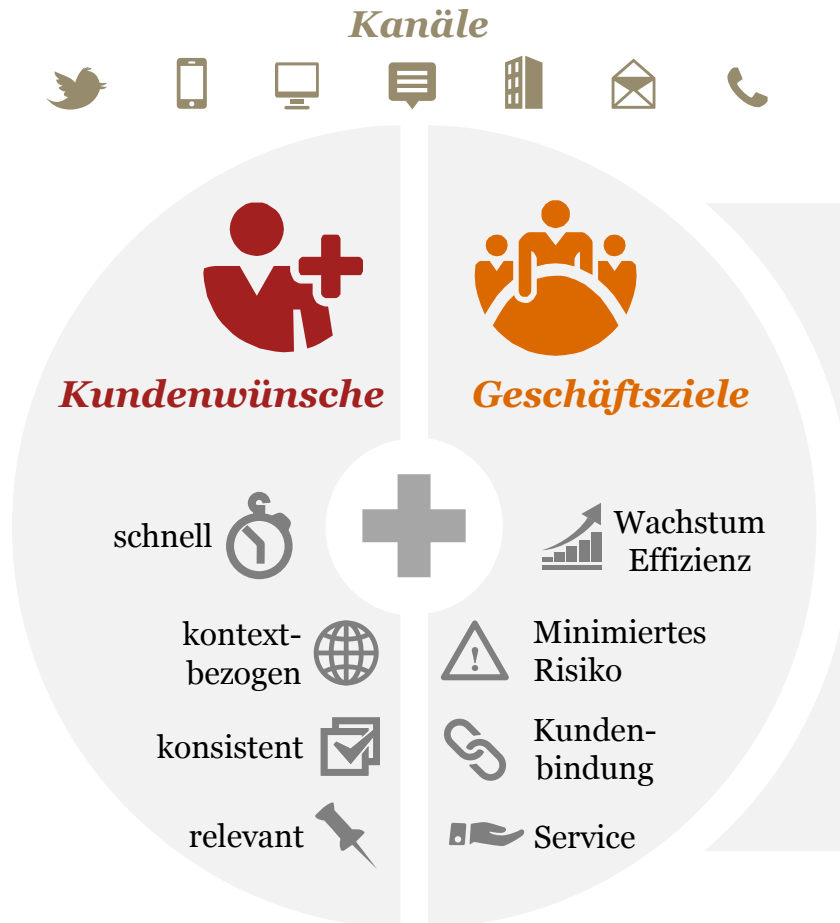 Kanäle
Kundenwünsche
schnell
kontext-
bezogen
konsistent
relevant
Geschäftsziele
Wachstum
Effizienz
Minimiertes
Risiko
Kunden-
bindung
Service